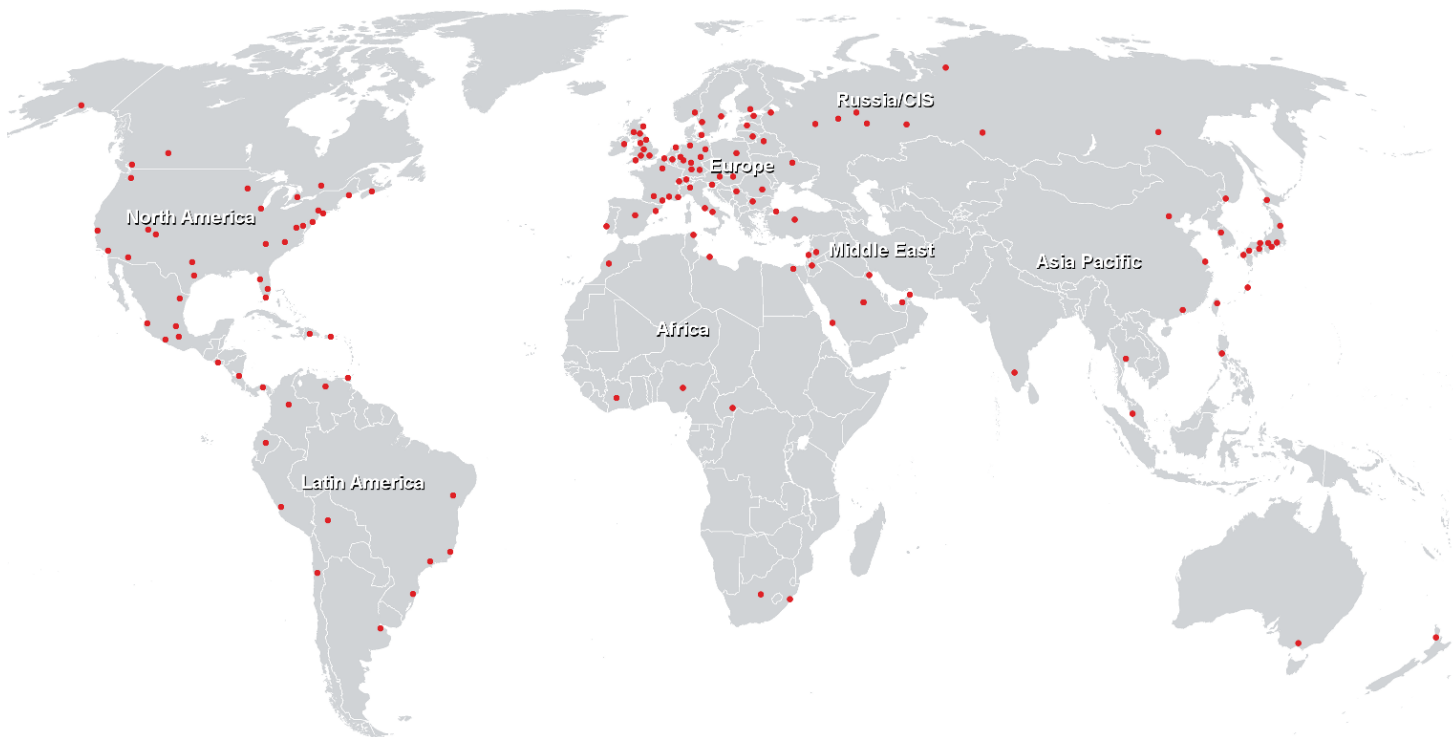 Russia/CIS
Europe
North America
Middle East
Asia Pacific
Africa
Latin America